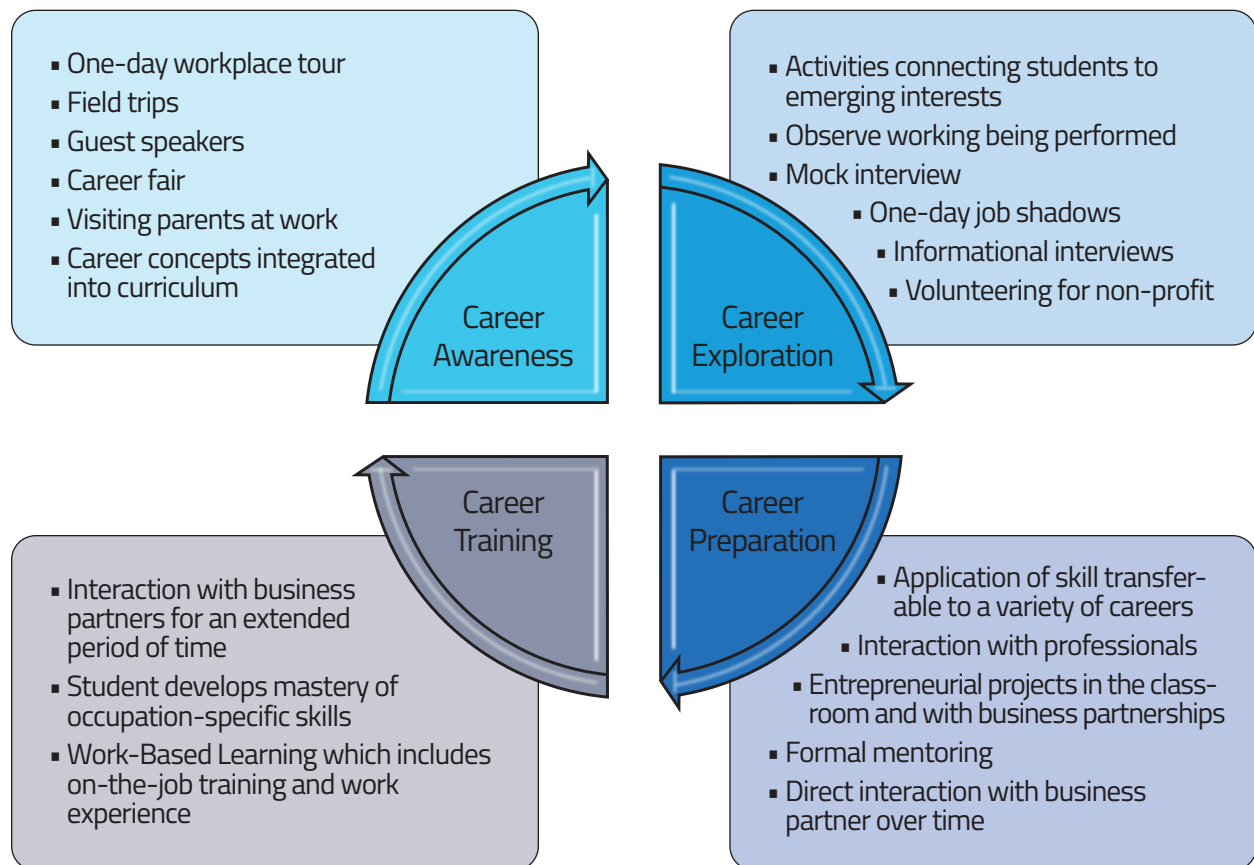 ▪ One-day workplace tour
▪ Field trips
▪ Guest speakers
▪ Career fair
▪ Visiting parents at work
▪ Career concepts integrated
into curriculum
Career
Awareness
▪ Activities connecting students to
emerging interests
▪ Observe working being performed
▪ Mock interview
▪ One-day job shadows
▪ Informational interviews
▪ Volunteering for non-profit
Career
Exploration
Career
Training
▪ Interaction with business
partners for an extended
period of time
▪ Student develops mastery of
occupation-specific skills
▪ Work-Based Learning which includes
on-the-job training and work
experience
Career
Preparation
▪ Application of skill transfer-
able to a variety of careers
▪ Interaction with professionals
▪ Entrepreneurial projects in the class-
room and with business partnerships
▪ Formal mentoring
▪ Direct interaction with business
partner over time